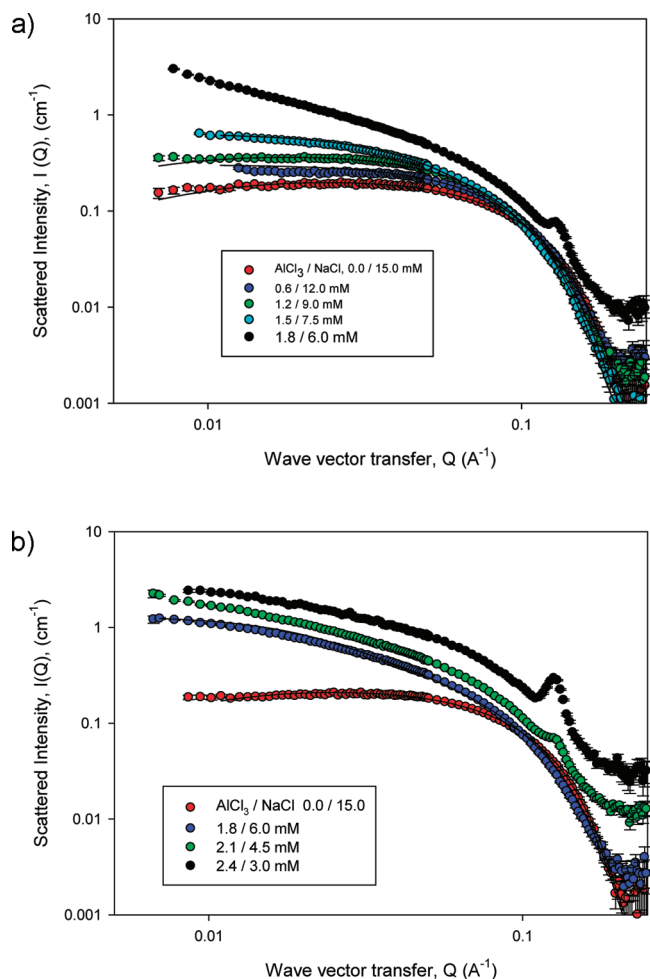 a)
10
1
0.1
0.01
0.001
Scattered Intensity, I (Q), (cm⁻¹)
AlCl₃ / NaCl, 0.0 / 15.0 mM
0.6 / 12.0 mM
1.2 / 9.0 mM
1.5 / 7.5 mM
1.8 / 6.0 mM
0.01
0.1
Wave vector transfer, Q (A⁻¹)
b)
10
1
0.1
0.01
0.001
Scattered Intensity, I(Q), (cm⁻¹)
AlCl₃ / NaCl 0.0 / 15.0
1.8 / 6.0 mM
2.1 / 4.5 mM
2.4 / 3.0 mM
0.01
0.1
Wave vector transfer, Q (A⁻¹)